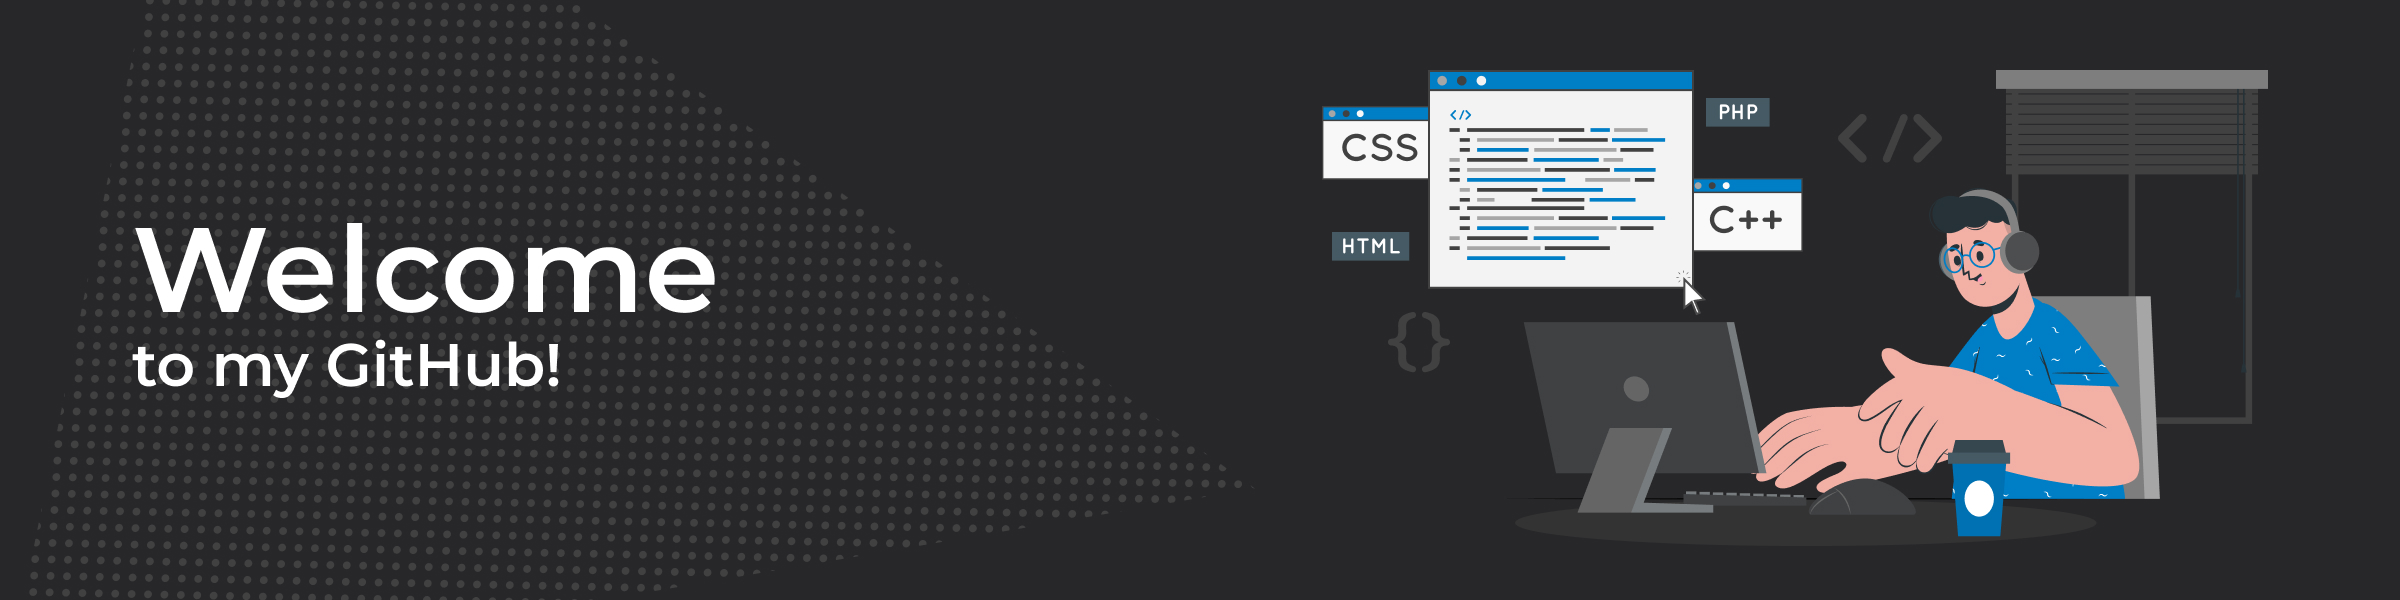 Welcome
to my GitHub!
CSS
</>
PHP
</>
C++
HTML
{}